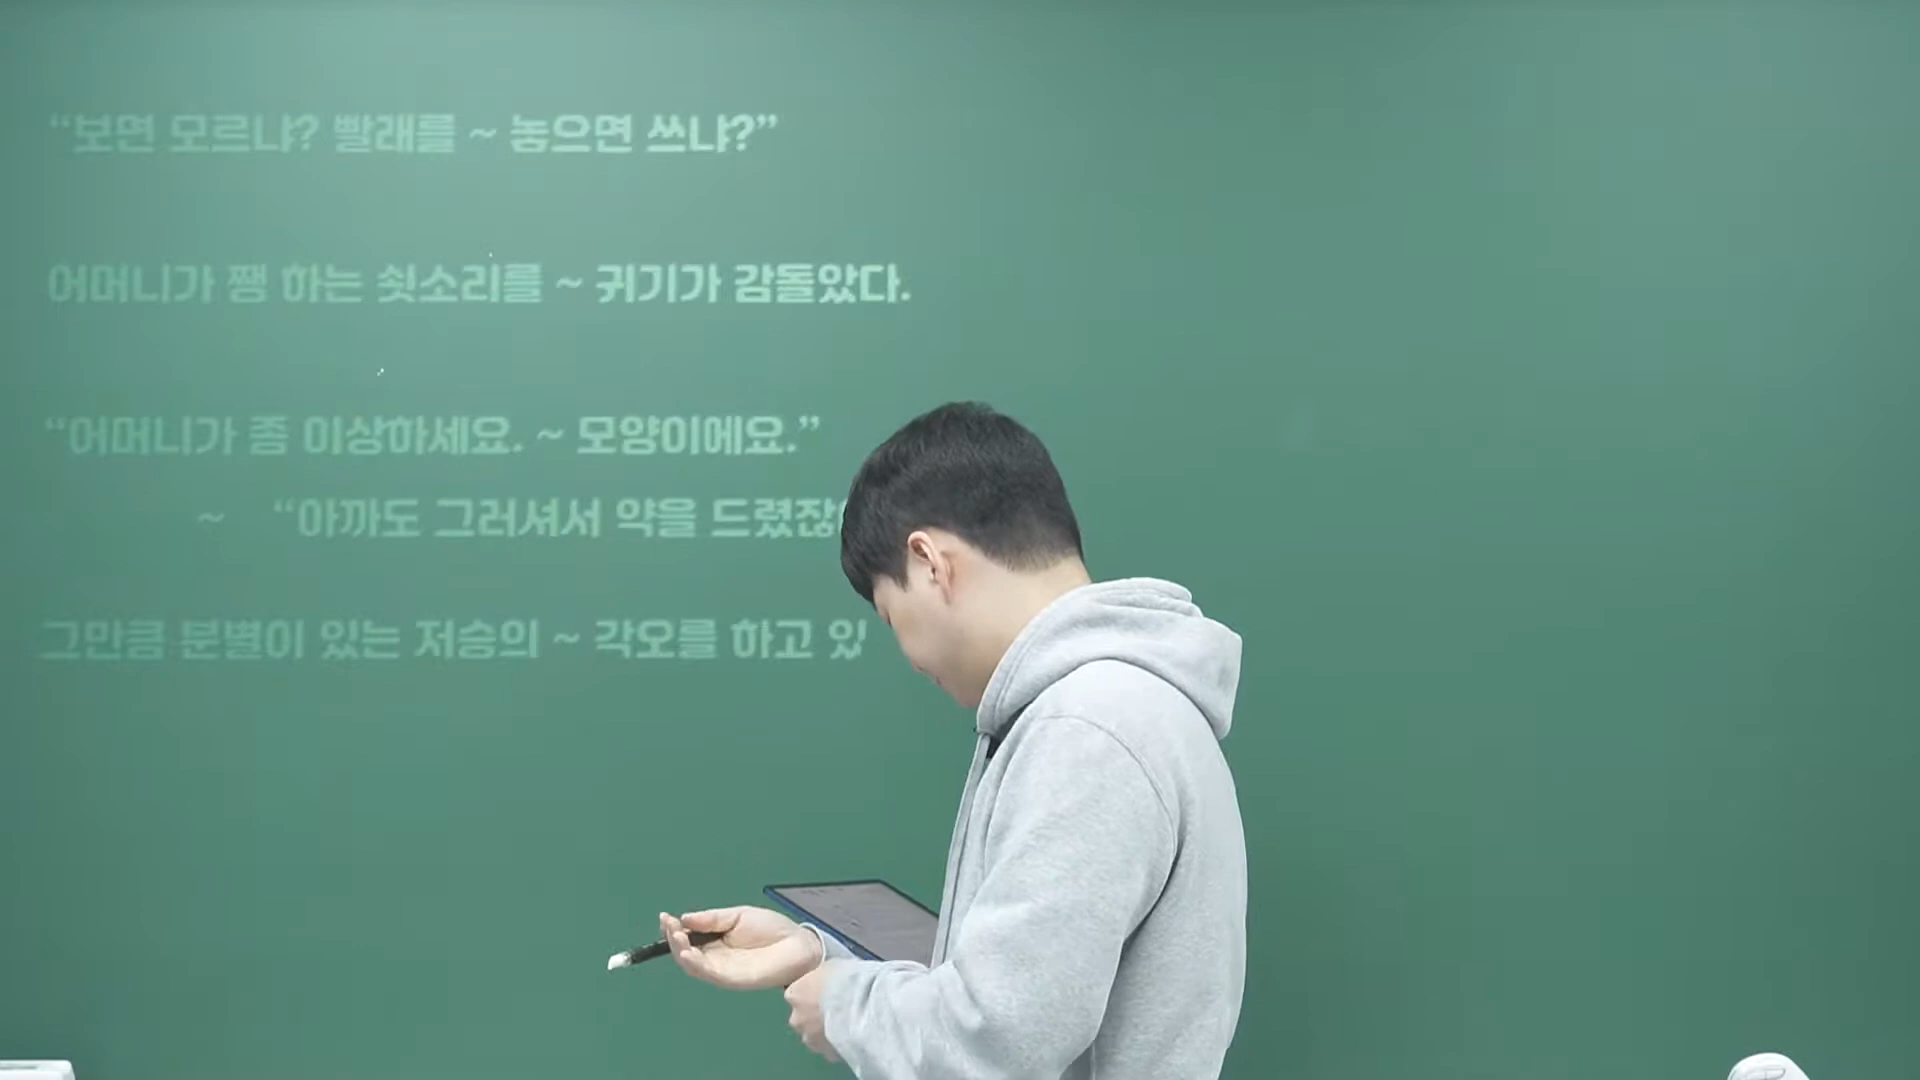 “보면 모르냐? 빨래를 ~ 놓으면 쓰냐?”
어머니가 쨍 하는 쇳소리를 ~ 귀기가 감돌았다.
“어머니가 좀 이상하세요. ~ 모양이에요.”
~ “아까도 그러셔서 약을 드렸잖
그만큼 분별이 있는 저승의 ~ 각오를 하고 있